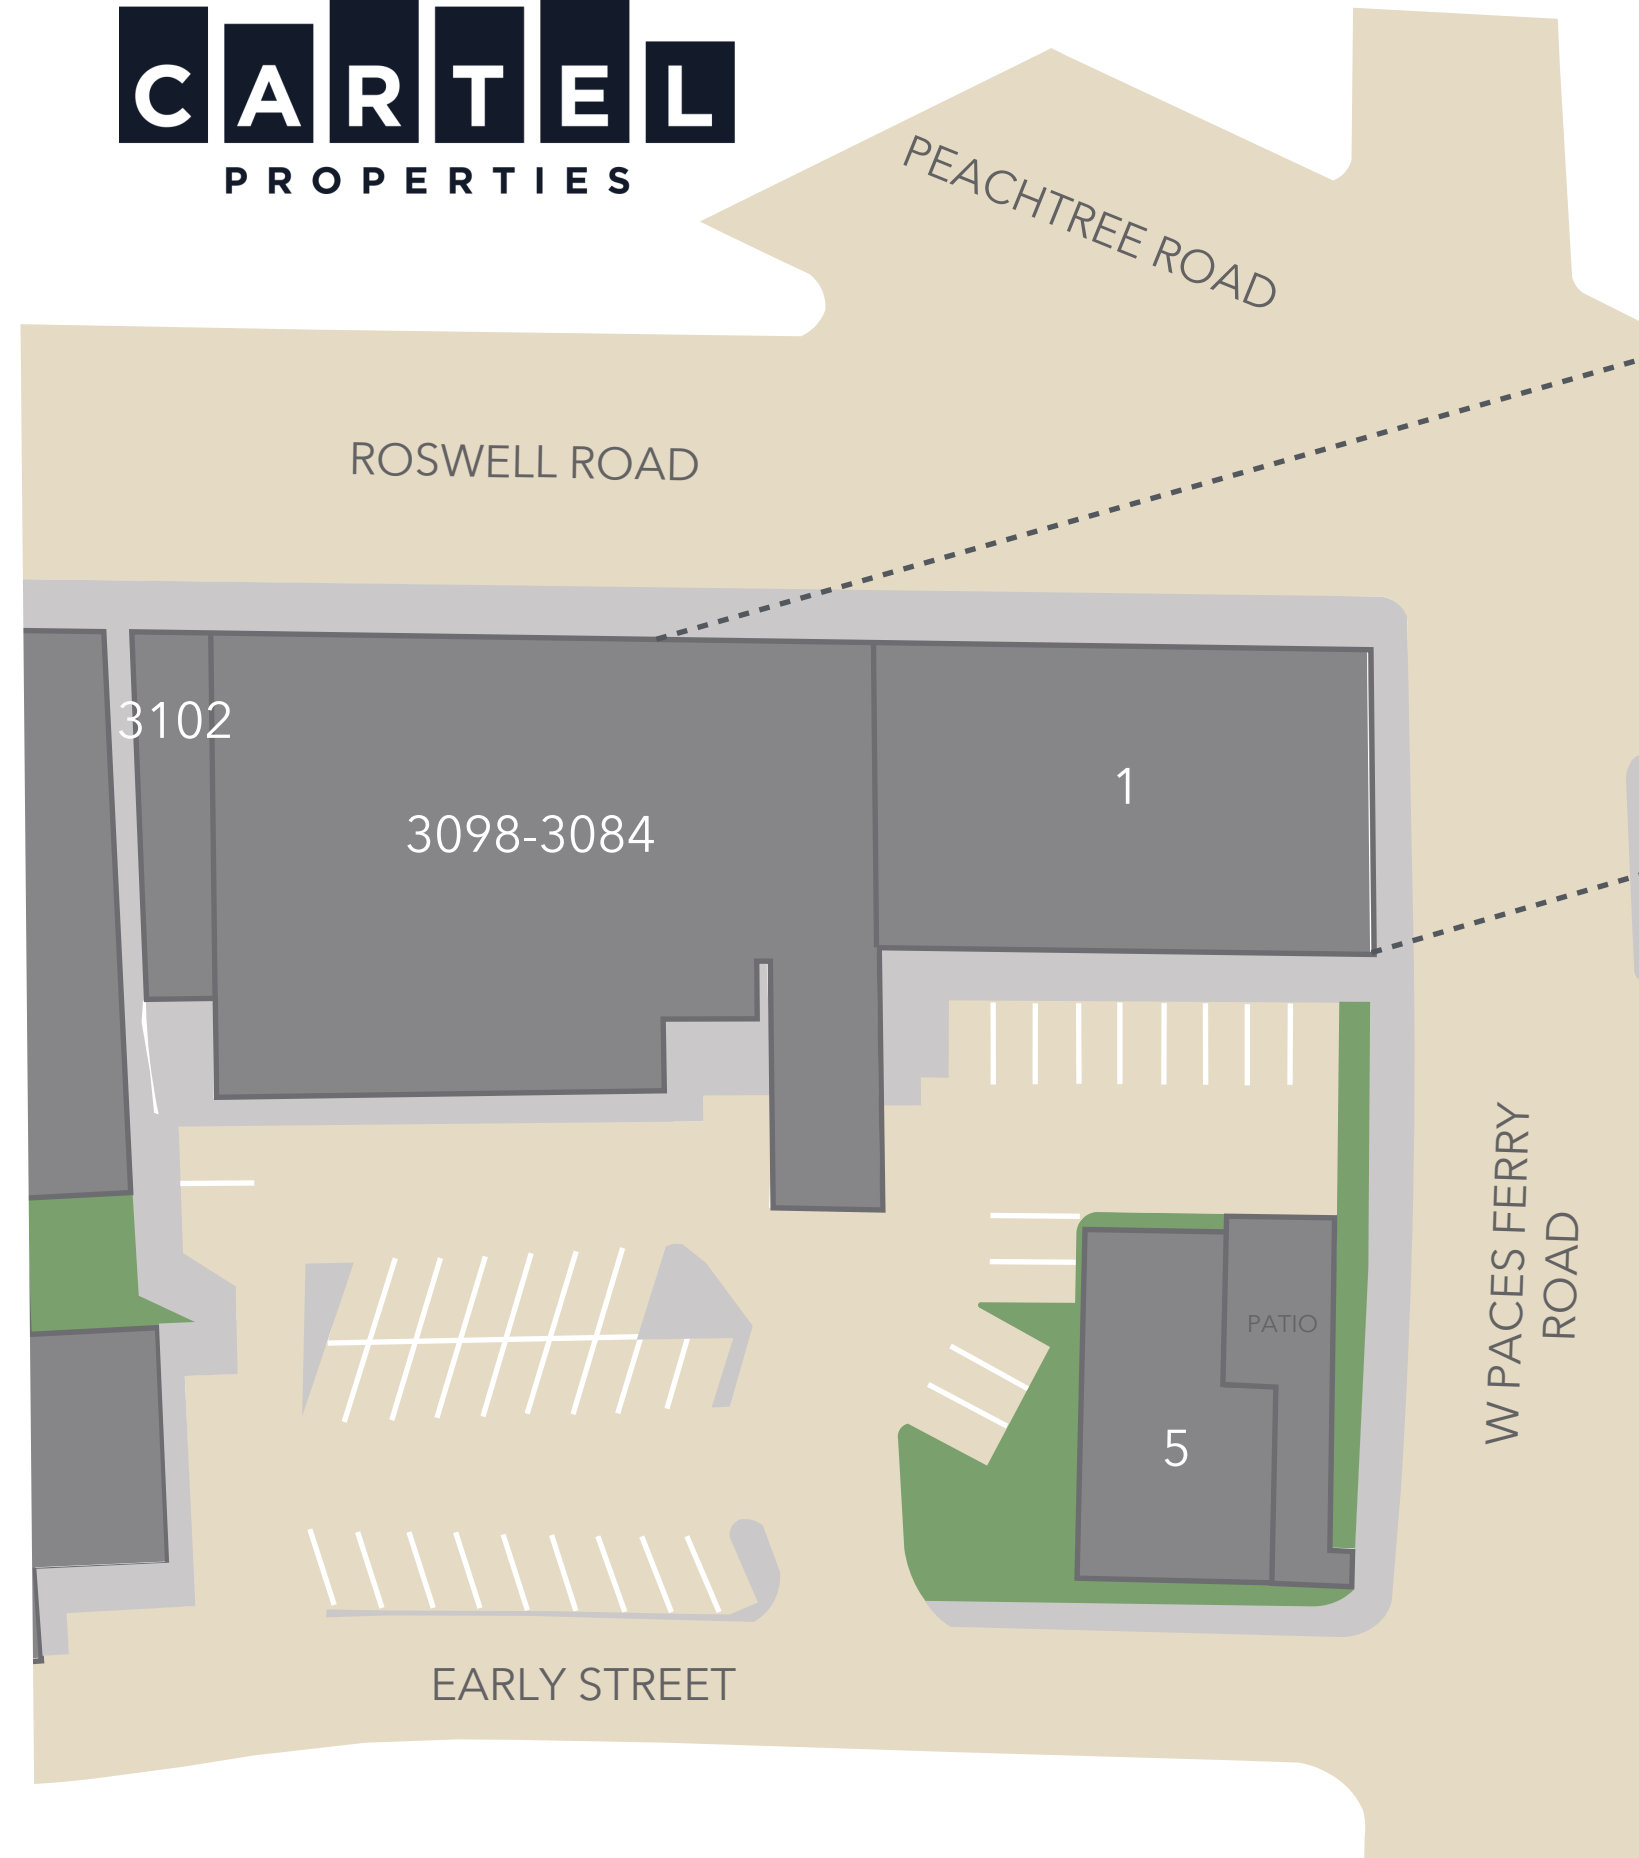 CARTEL
PROPERTIES
PEACHTREE ROAD
ROSWELL ROAD
3102
1
3098-3084
W PACES FERRY
ROAD
PATIO
5
EARLY STREET